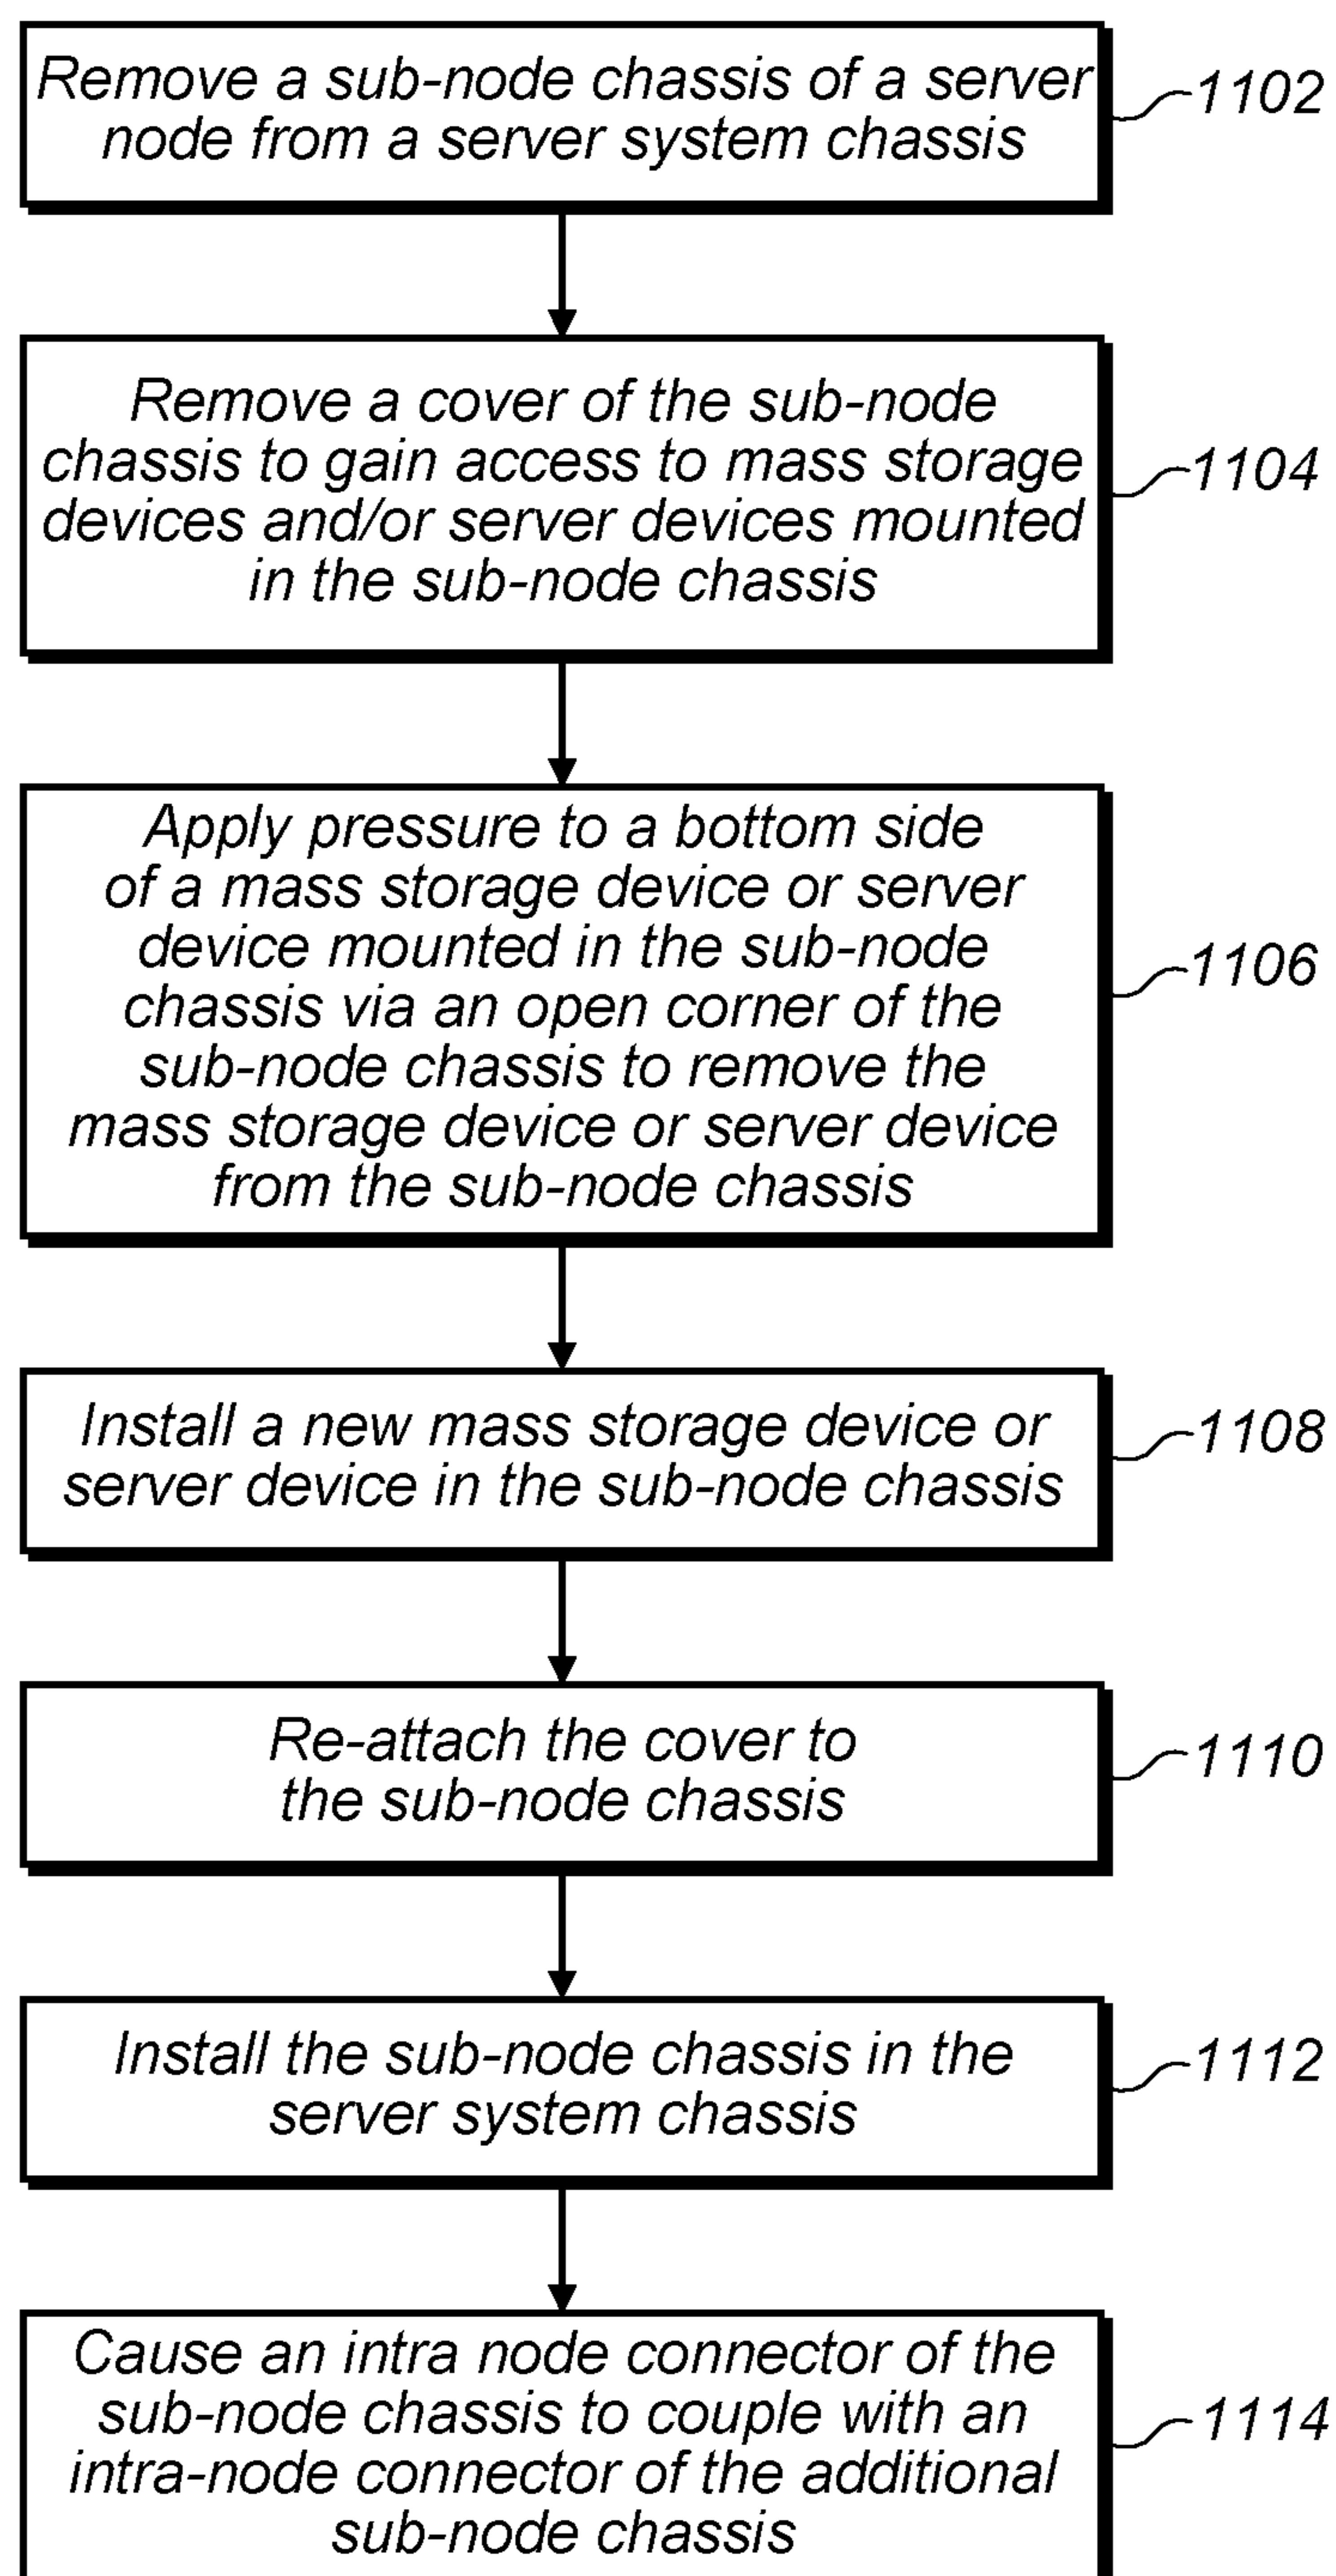 Remove a sub-node chassis of a server
node from a server system chassis
1102
Remove a cover of the sub-node
chassis to gain access to mass storage
devices and/or server devices mounted
in the sub-node chassis
1104
Apply pressure to a bottom side
of a mass storage device or server
device mounted in the sub-node
chassis via an open corner of the
sub-node chassis to remove the
mass storage device or server device
from the sub-node chassis
1106
Install a new mass storage device or
server device in the sub-node chassis
1108
Re-attach the cover to
the sub-node chassis
1110
Install the sub-node chassis in the
server system chassis
1112
Cause an intra node connector of the
sub-node chassis to couple with an
intra-node connector of the additional
sub-node chassis
1114